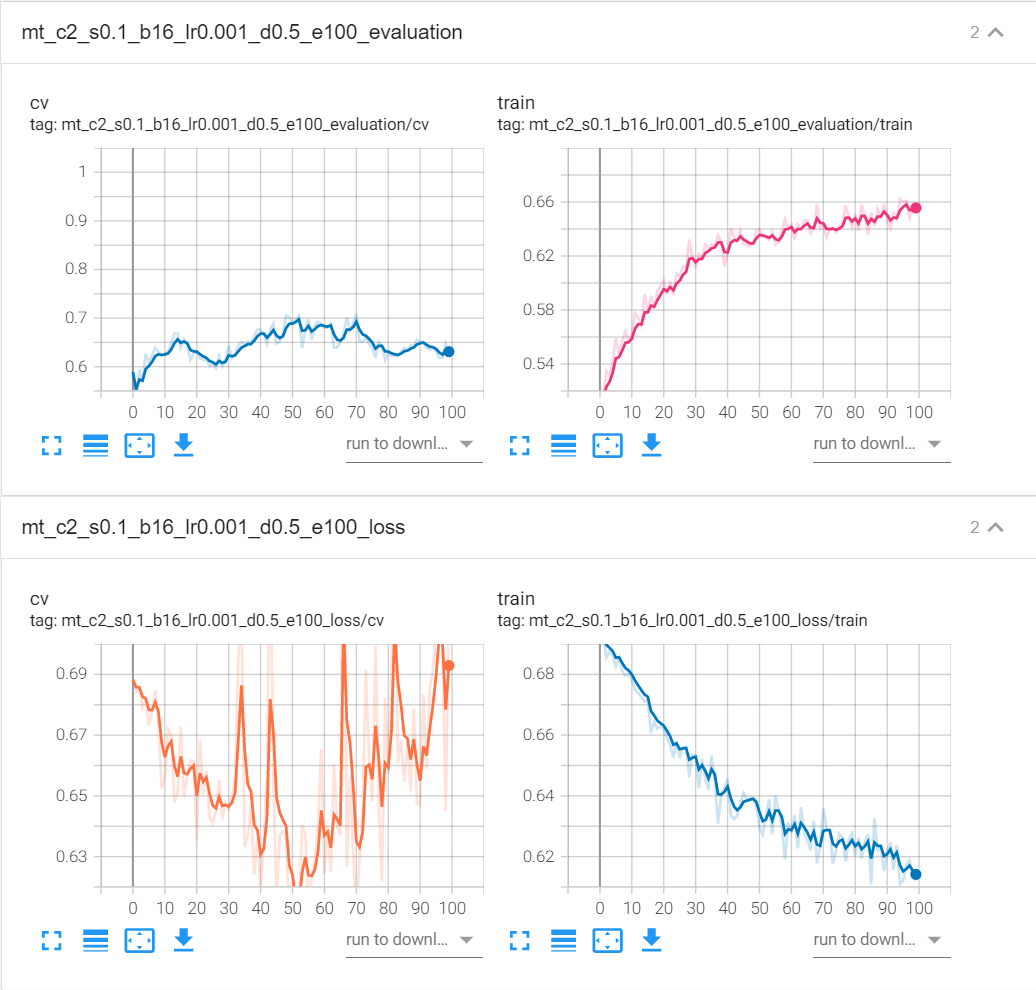 mt_c2_s0.1_b16_lr0.001_d0.5_e100_evaluation 2
cv
tag: mt_c2_s0.1_b16_lr0.001_d0.5_e100_evaluation/cv
1
0.9
0.8
0.7
0.6
0 10 20 30 40 50 60 70 80 90 100
run to downl...
train
tag: mt_c2_s0.1_b16_lr0.001_d0.5_e100_evaluation/train
0.66
0.62
0.58
0.54
0 10 20 30 40 50 60 70 80 90 100
run to downl...
mt_c2_s0.1_b16_lr0.001_d0.5_e100_loss 2
cv
tag: mt_c2_s0.1_b16_lr0.001_d0.5_e100_loss/cv
0.69
0.67
0.65
0.63
0 10 20 30 40 50 60 70 80 90 100
run to downl...
train
tag: mt_c2_s0.1_b16_lr0.001_d0.5_e100_loss/train
0.68
0.66
0.64
0.62
0 10 20 30 40 50 60 70 80 90 100
run to downl...